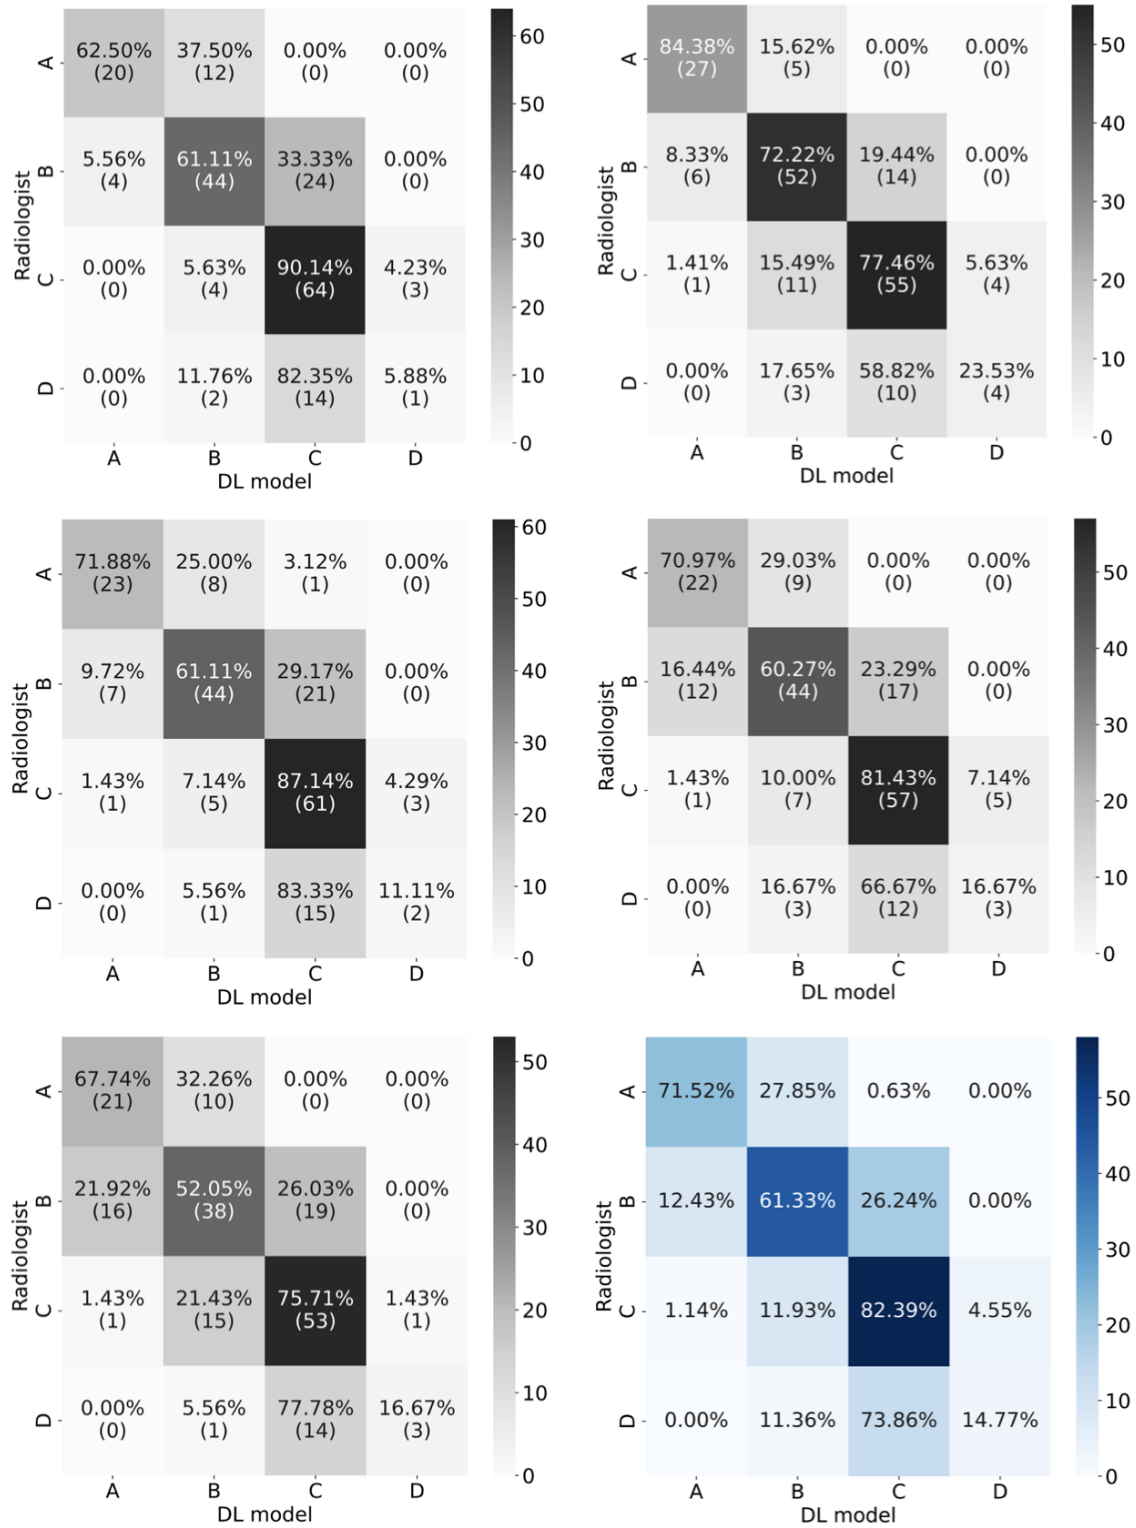 62.50% 37.50% 0.00% 0.00%
(20) (12) (0) (0)
5.56% 61.11% 33.33% 0.00%
(4) (44) (24) (0)
0.00% 5.63% 90.14% 4.23%
(0) (4) (64) (3)
0.00% 11.76% 82.35% 5.88%
(0) (2) (14) (1)
A
B
C
D
Radiologist
A B C D
DL model
60
50
40
30
20
10
0
84.38% 15.62% 0.00% 0.00%
(27) (5) (0) (0)
8.33% 72.22% 19.44% 0.00%
(6) (52) (14) (0)
1.41% 15.49% 77.46% 5.63%
(1) (11) (55) (4)
0.00% 17.65% 58.82% 23.53%
(0) (3) (10) (4)
A
B
C
D
Radiologist
A B C D
DL model
50
40
30
20
10
0
71.88% 25.00% 3.12% 0.00%
(23) (8) (1) (0)
9.72% 61.11% 29.17% 0.00%
(7) (44) (21) (0)
1.43% 7.14% 87.14% 4.29%
(1) (5) (61) (3)
0.00% 5.56% 83.33% 11.11%
(0) (1) (15) (2)
A
B
C
D
Radiologist
A B C D
DL model
60
50
40
30
20
10
0
70.97% 29.03% 0.00% 0.00%
(22) (9) (0) (0)
16.44% 60.27% 23.29% 0.00%
(12) (44) (17) (0)
1.43% 10.00% 81.43% 7.14%
(1) (7) (57) (5)
0.00% 16.67% 66.67% 16.67%
(0) (3) (12) (3)
A
B
C
D
Radiologist
A B C D
DL model
50
40
30
20
10
0
67.74% 32.26% 0.00% 0.00%
(21) (10) (0) (0)
21.92% 52.05% 26.03% 0.00%
(16) (38) (19) (0)
1.43% 21.43% 75.71% 1.43%
(1) (15) (53) (1)
0.00% 5.56% 77.78% 16.67%
(0) (1) (14) (3)
A
B
C
D
Radiologist
A B C D
DL model
50
40
30
20
10
0
71.52% 27.85% 0.63% 0.00%
12.43% 61.33% 26.24% 0.00%
1.14% 11.93% 82.39% 4.55%
0.00% 11.36% 73.86% 14.77%
A
B
C
D
Radiologist
A B C D
DL model
50
40
30
20
10
0